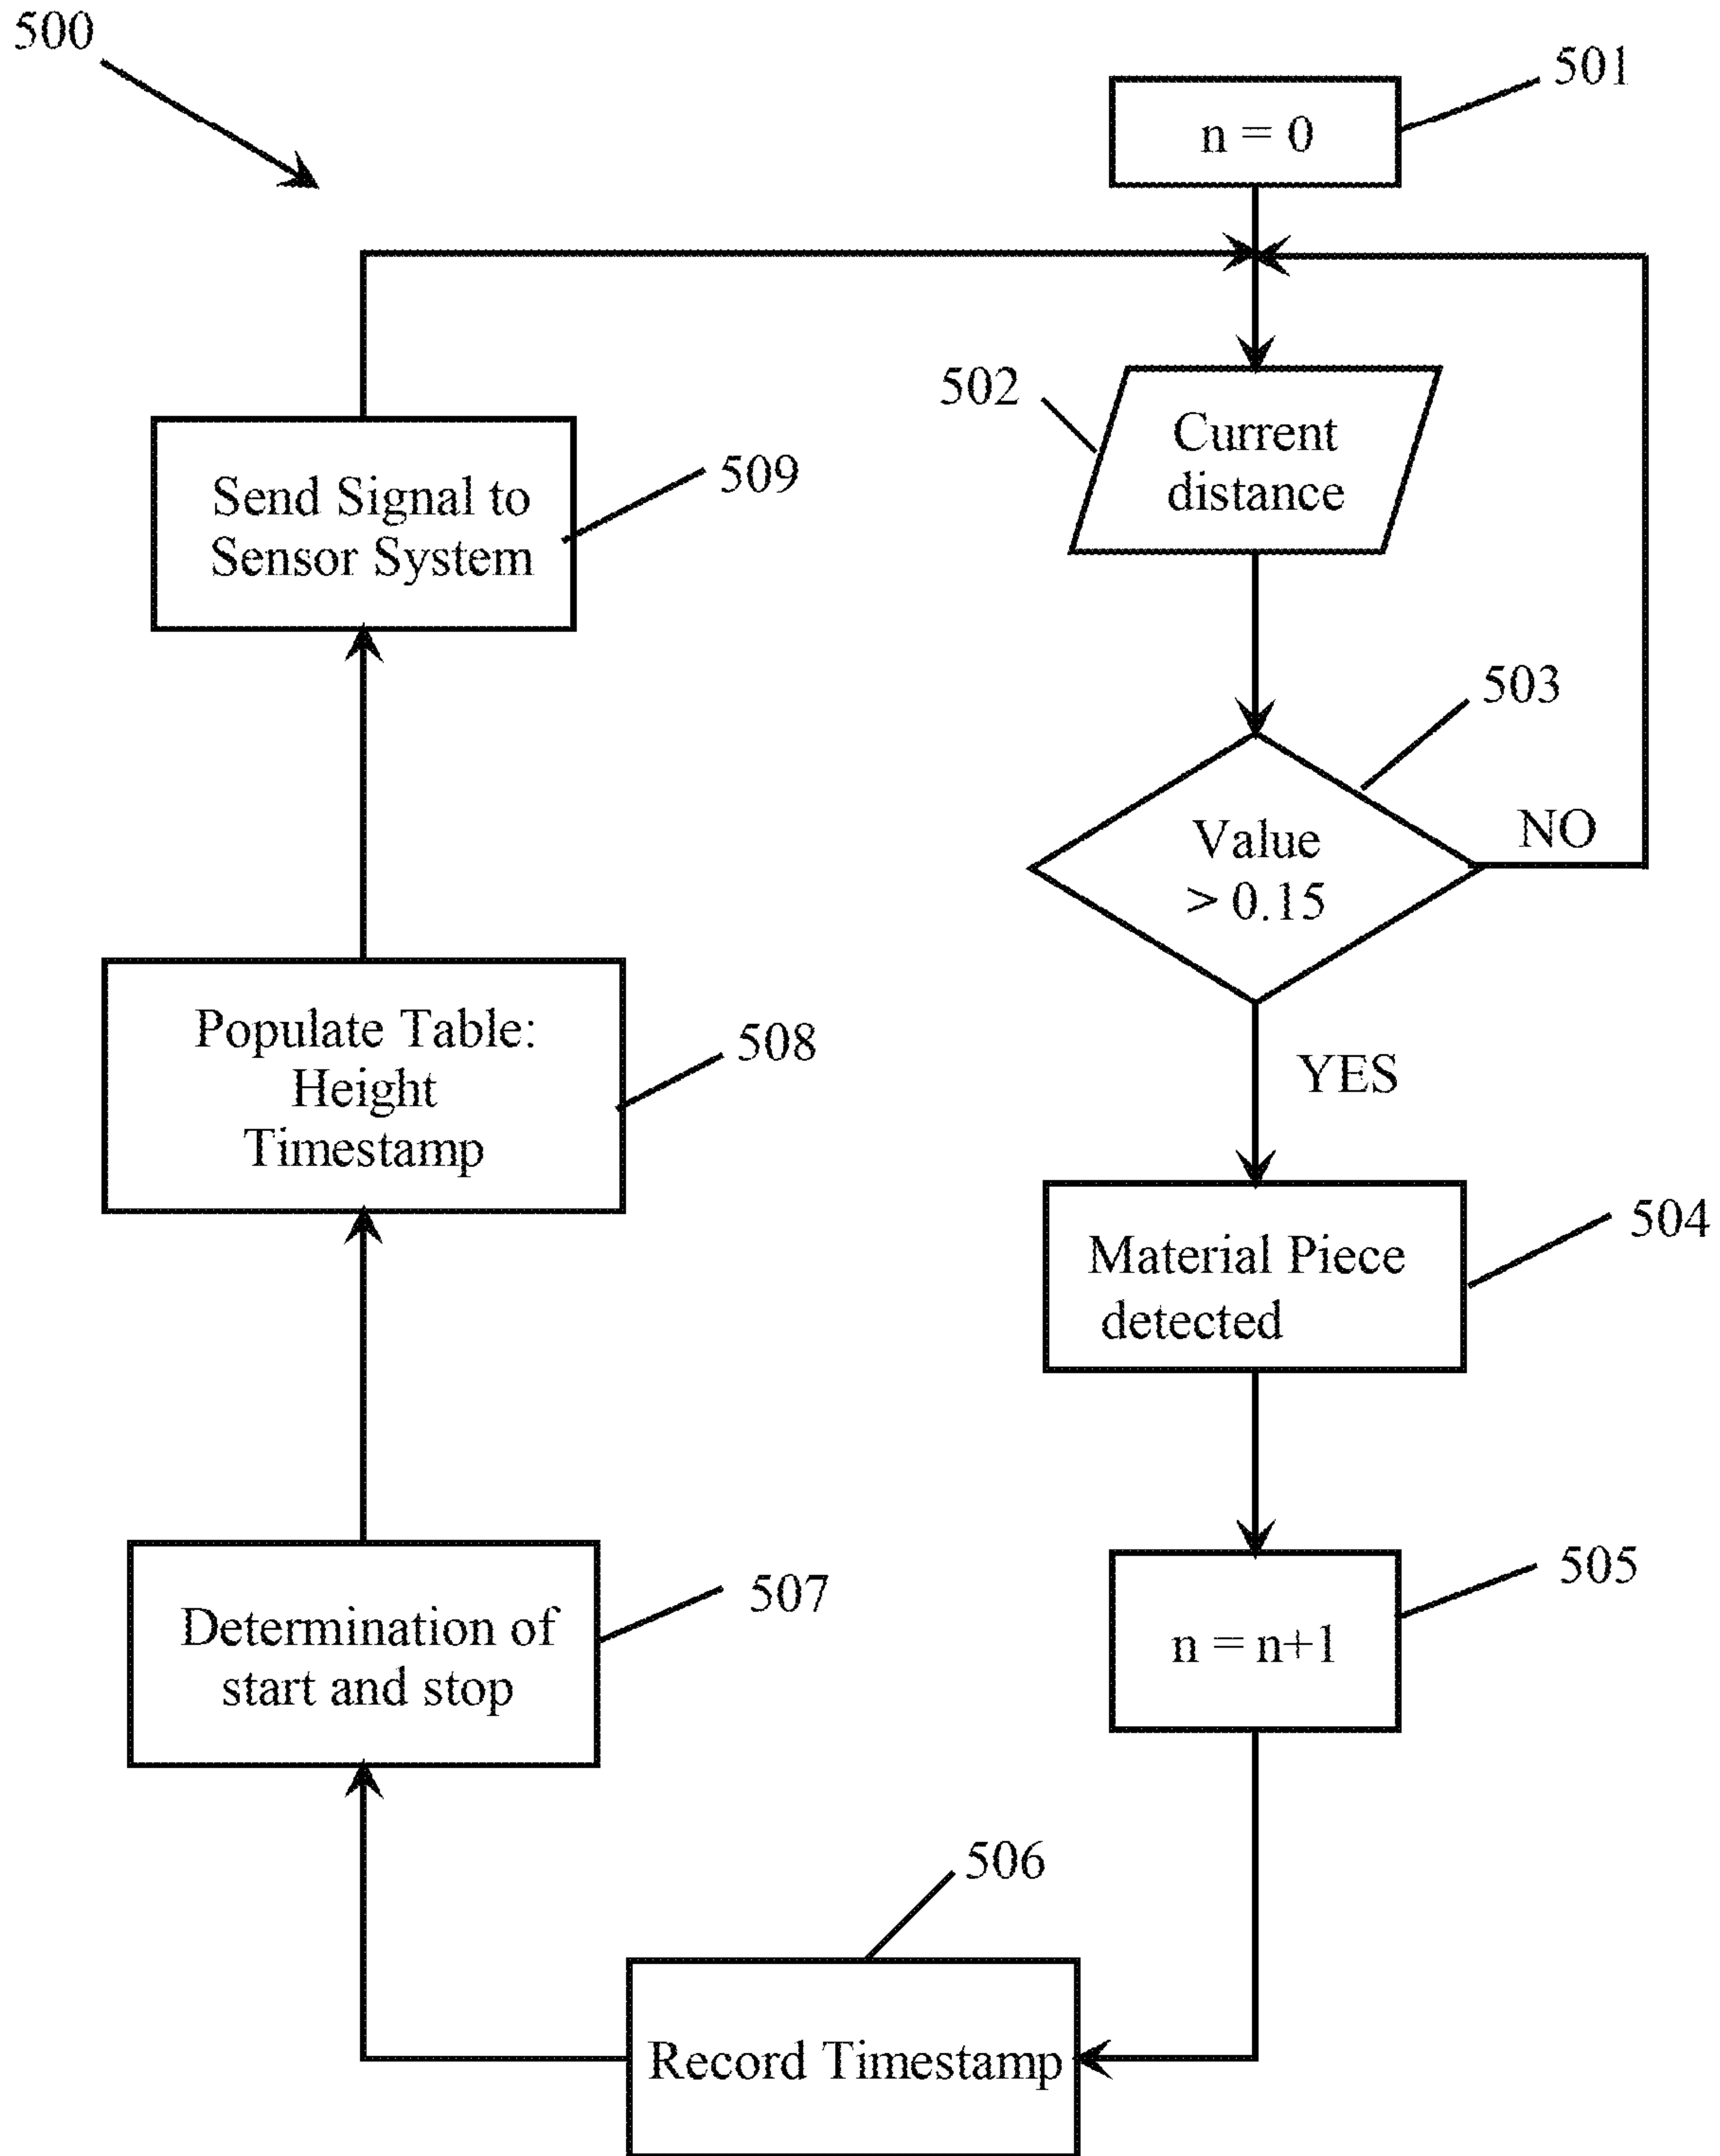 500
501
n = 0
502
Current
distance
503
Value
> 0.15
NO
YES
Material Piece
detected
504
n = n+1
505
506
Record Timestamp
Determination of
start and stop
507
Populate Table:
Height
Timestamp
508
Send Signal to
Sensor System
509